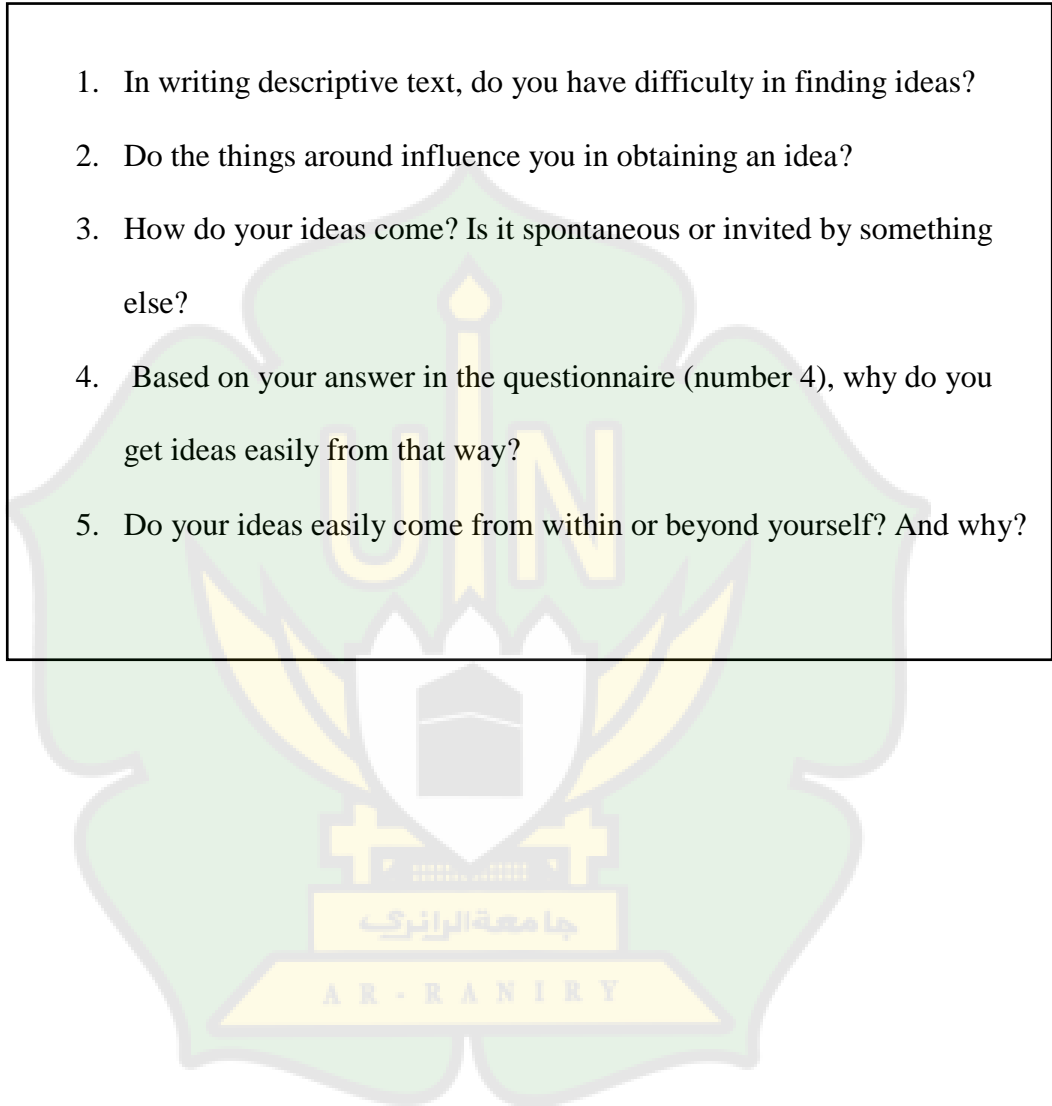 1. In writing descriptive text, do you have difficulty in finding ideas?
2. Do the things around influence you in obtaining an idea?
3. How do your ideas come? Is it spontaneous or invited by something
else?
4. Based on your answer in the questionnaire (number 4), why do you
get ideas easily from that way?
5. Do your ideas easily come from within or beyond yourself? And why?
UIN
جامعة الرانري
AR-RANIRY